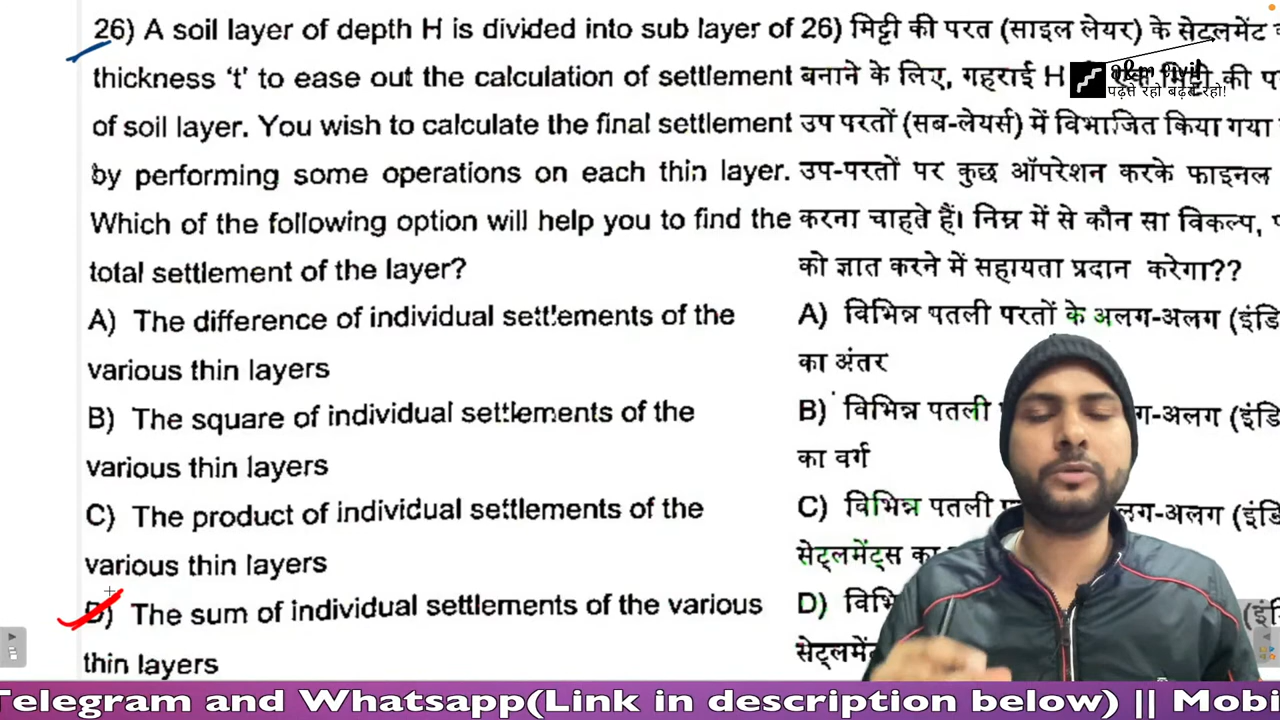 26) A soil layer of depth H is divided into sub layer of
thickness ‘t’ to ease out the calculation of settlement
of soil layer. You wish to calculate the final settlement
by performing some operations on each thin layer.
Which of the following option will help you to find the
total settlement of the layer?
A) The difference of individual settlements of the
various thin layers
B) The square of individual settlements of the
various thin layers
C) The product of individual settlements of the
various thin layers
D) The sum of individual settlements of the various
thin layers
26) मिट्टी की परत (साइल लेयर) के सेटलमेंट
बनाने के लिए, गहराई H मिट्टी की
उप परतों (सब-लेयर्स) में विभाजित किया गया
उप-परतों पर कुछ ऑपरेशन करके फाइनल
करना चाहते हैं। निम्न में से कौन सा विकल्प,
को ज्ञात करने में सहायता प्रदान करेगा??
A) विभिन्न पतली परतों के अलग-अलग
का अंतर
B) विभिन्न पतली
का वर्ग
C) विभिन्न पतली
सेट्लमेंट्स का
D)
पढ़ते रहो बढ़ते रहो!
Telegram and Whatsapp(Link in description below) ||